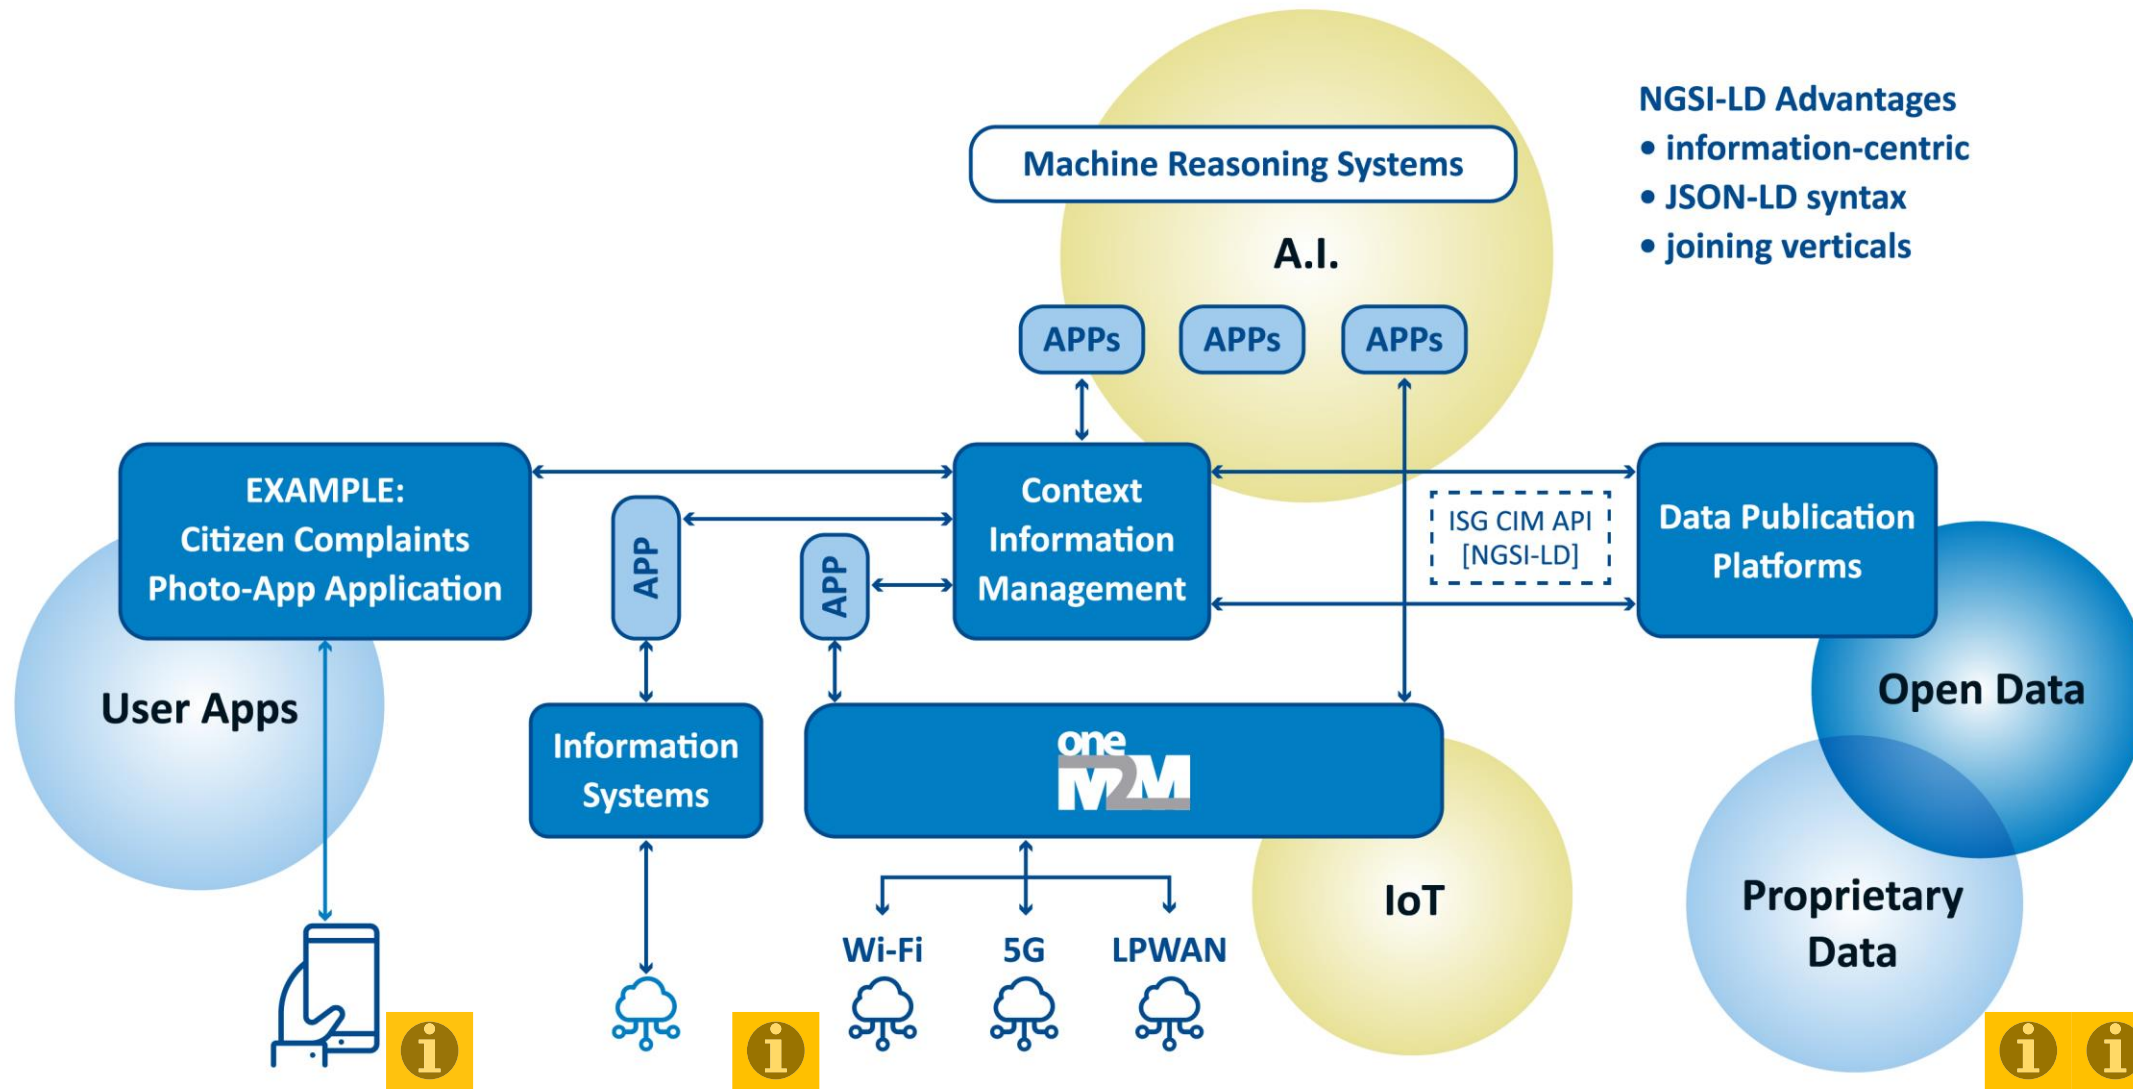 NGSI-LD Advantages
• information-centric
• JSON-LD syntax
• joining verticals
Machine Reasoning Systems
A.I.
APPs
APPs
APPs
EXAMPLE:
Citizen Complaints
Photo-App Application
APP
APP
Context
Information
Management
ISG CIM API
[NGSI-LD]
Data Publication
Platforms
User Apps
Information
Systems
one
M2M
Open Data
IoT
Proprietary
Data
Wi-Fi
5G
LPWAN
i
i
i
i